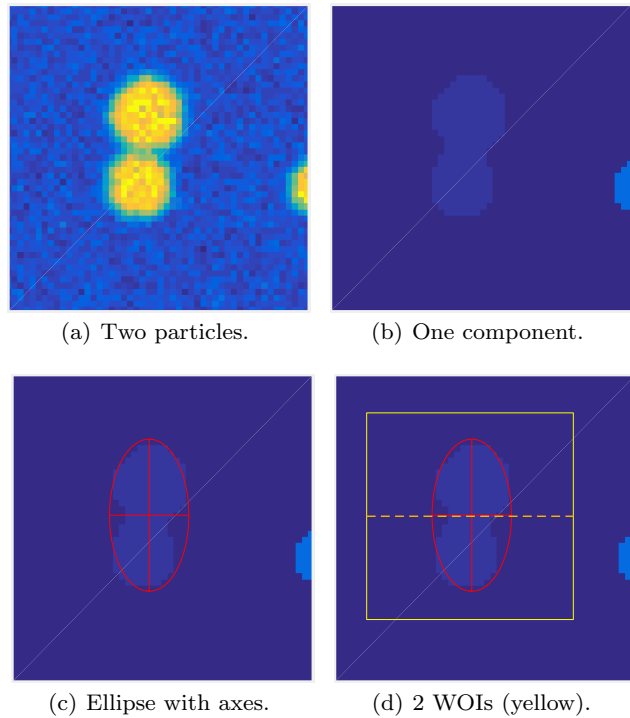 (a) Two particles.
(b) One component.
(c) Ellipse with axes.
(d) 2 WOIs (yellow).